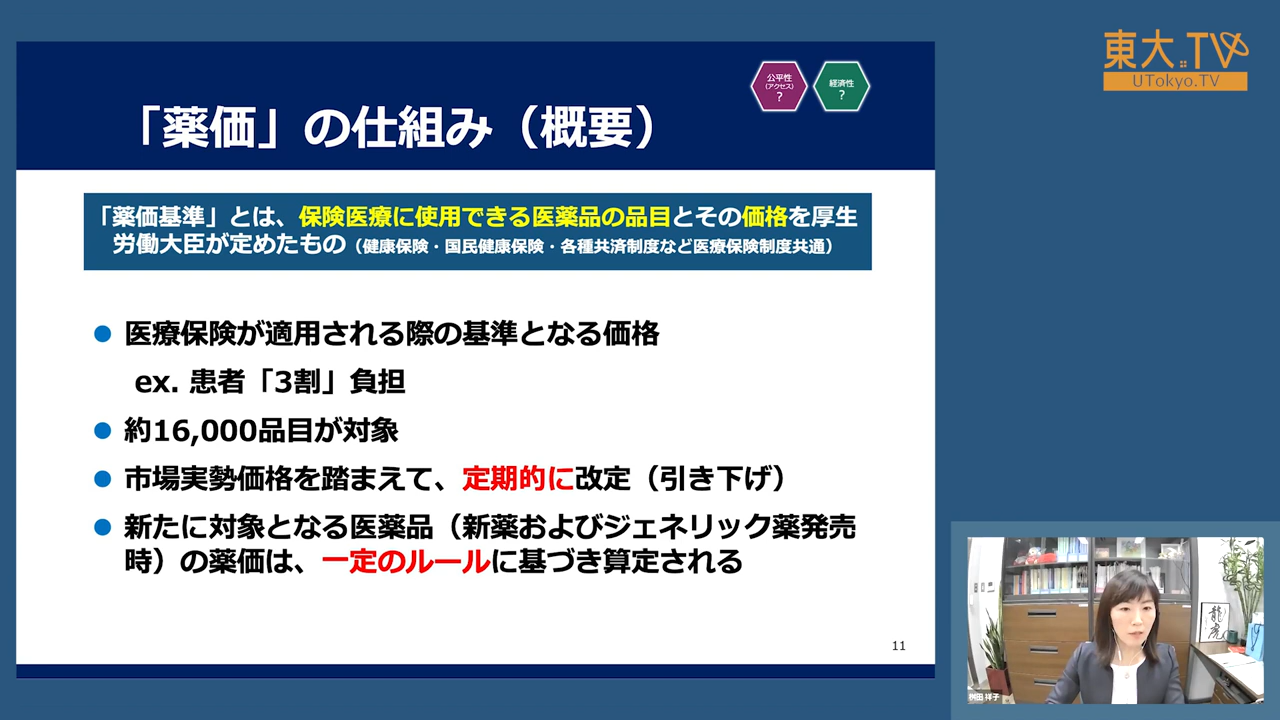 東大TV
UTokyo.TV
公平性
(アクセス)
?
経済性
?
「薬価」の仕組み（概要）
「薬価基準」とは、保険医療に使用できる医薬品の品目とその価格を厚生
労働大臣が定めたもの（健康保険・国民健康保険・各種共済制度など医療保険制度共通）
● 医療保険が適用される際の基準となる価格
ex. 患者「3割」負担
● 約16,000品目が対象
● 市場実勢価格を踏まえて、定期的に改定（引き下げ）
● 新たに対象となる医薬品（新薬およびジェネリック薬発売
時）の薬価は、一定のルールに基づき算定される
11
龍虎
桝田 祥子